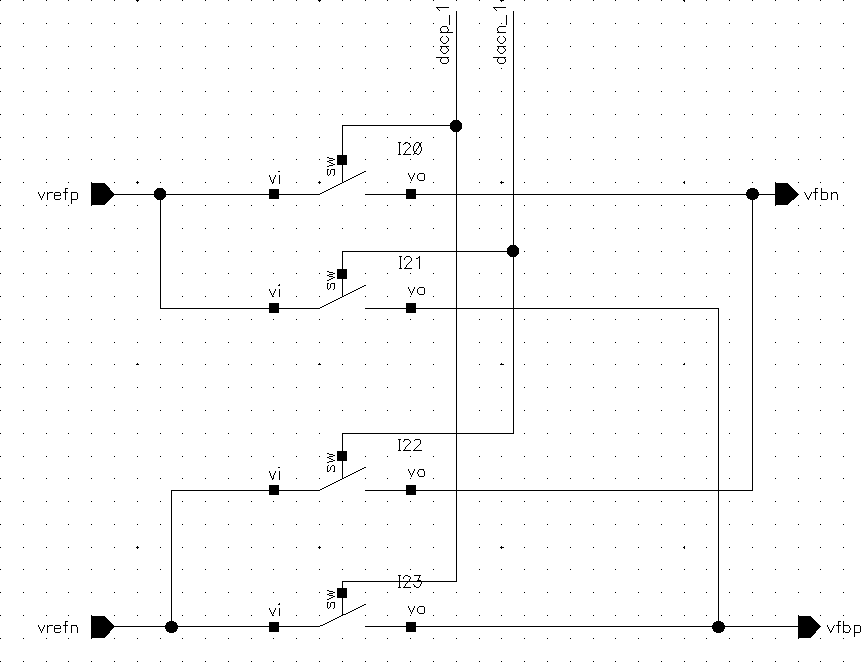 dacp_1
dacn_1
I20
sw
vi
vo
vrefp
vfbn
I21
sw
vi
vo
I22
sw
vi
vo
I23
sw
vi
vo
vrefn
vfbp